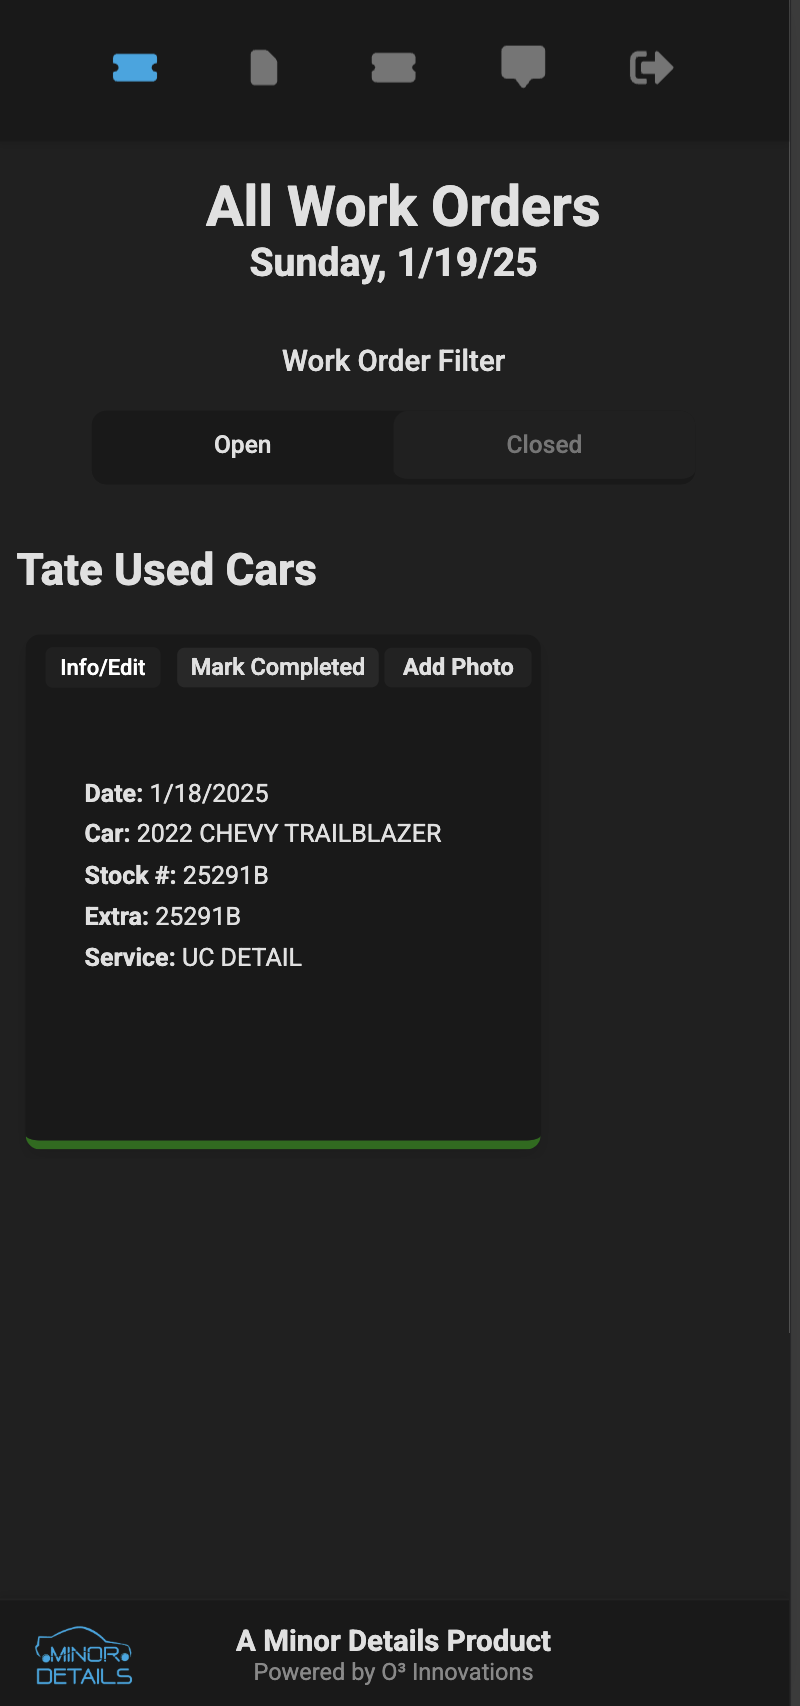 All Work Orders
Sunday, 1/19/25
Work Order Filter
Open
Closed
Tate Used Cars
Info/Edit
Mark Completed
Add Photo
Date: 1/18/2025
Car: 2022 CHEVY TRAILBLAZER
Stock #: 25291B
Extra: 25291B
Service: UC DETAIL
MINOR
DETAILS
A Minor Details Product
Powered by O³ Innovations